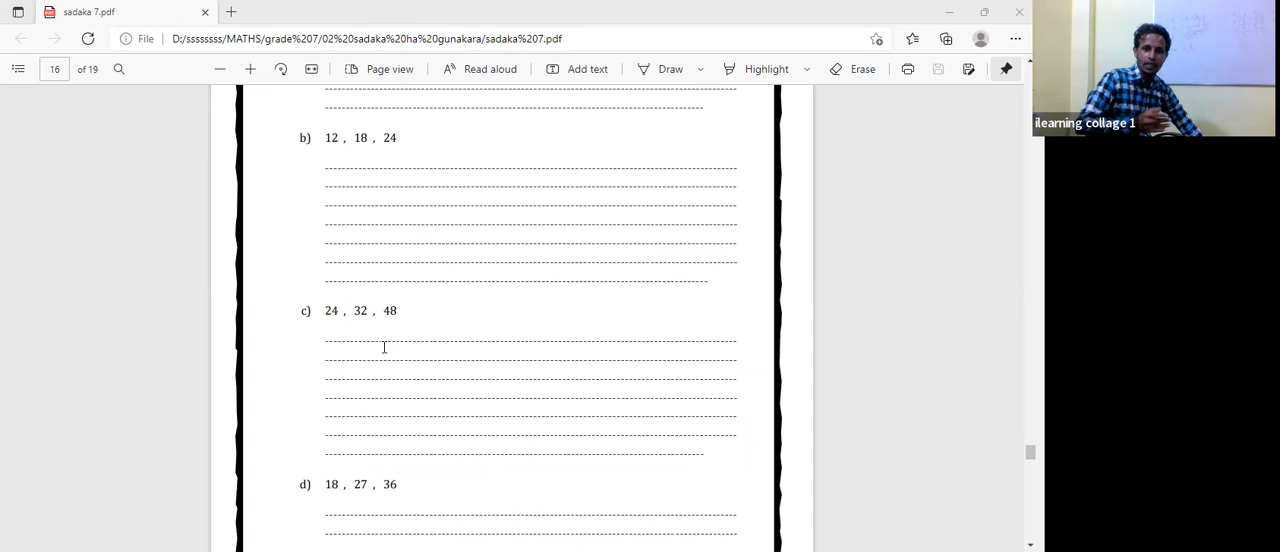 sadaka 7.pdf
File D:/ssssssss/MATHS/grade%207/02%20sadaka%20ha%20gunakara/sadaka%207.pdf
16 of 19 Page view Read aloud Add text Draw Highlight Erase
ilearning collage 1
b) 12 , 18 , 24
c) 24 , 32 , 48
d) 18 , 27 , 36